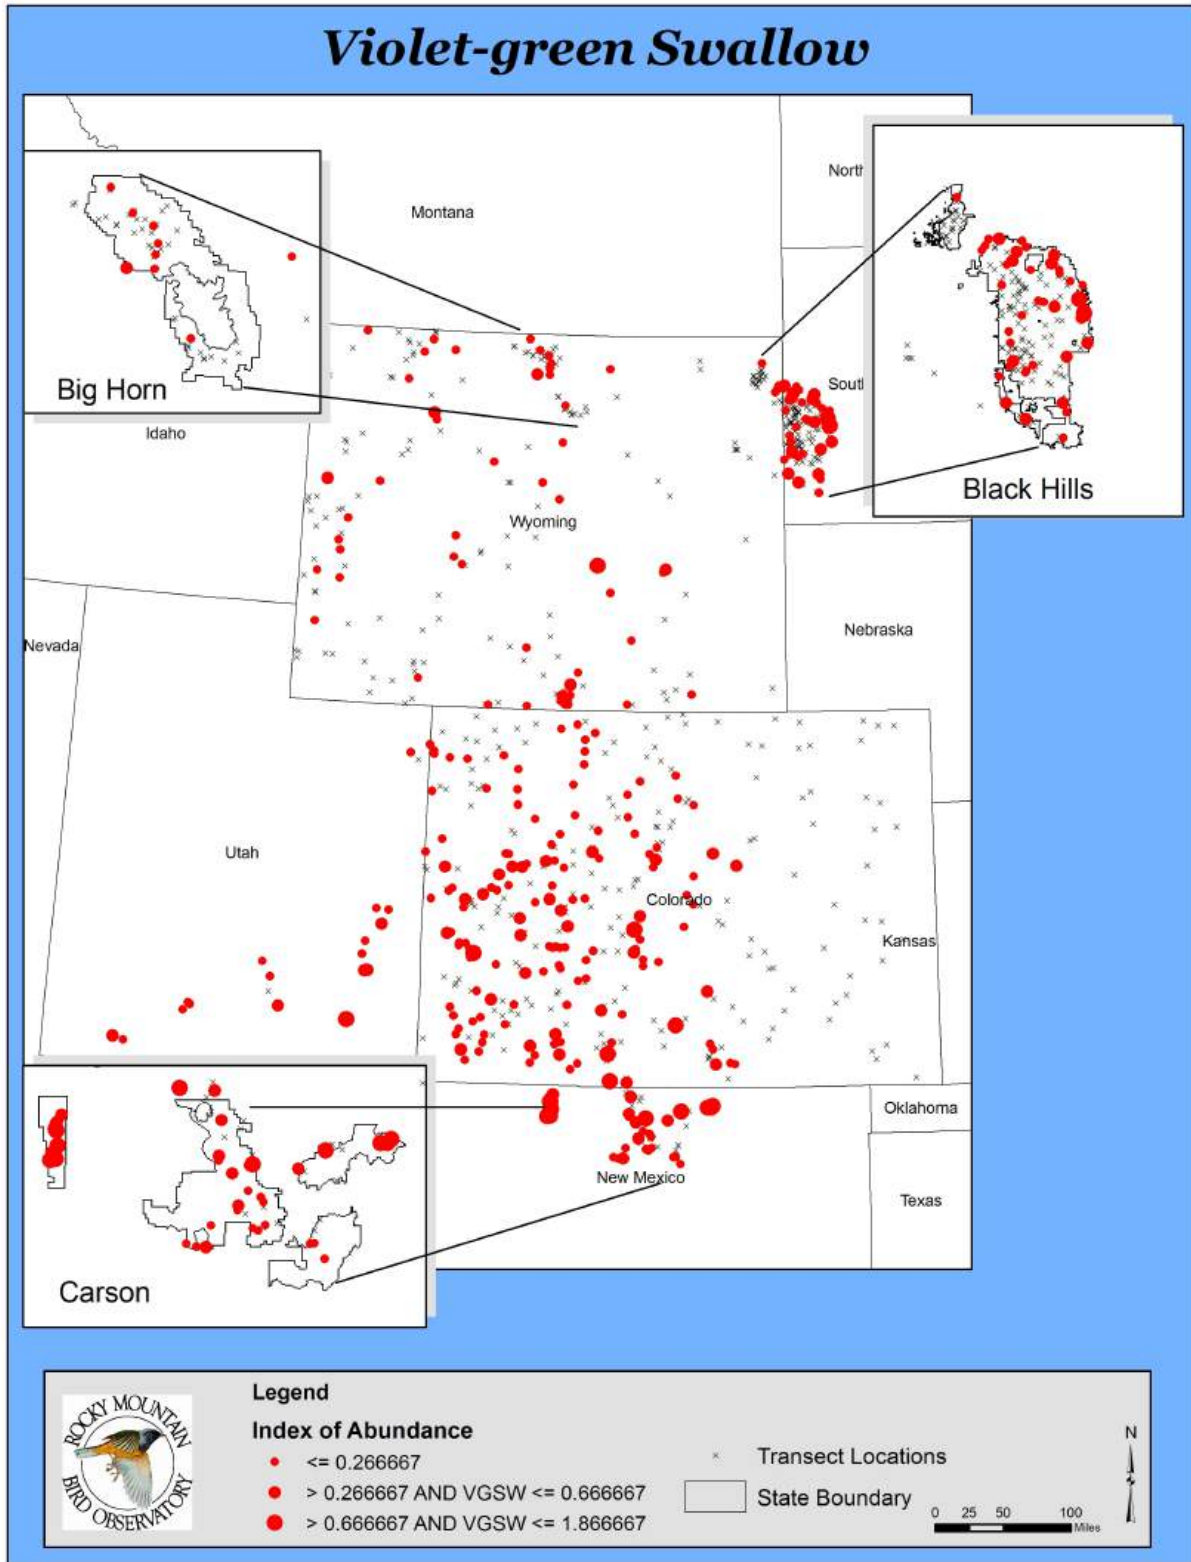 Violet-green Swallow
Montana
North
Big Horn
Idaho
South
Black Hills
Wyoming
Nevada
Nebraska
Utah
Colorado
Kansas
Oklahoma
New Mexico
Texas
Carson
ROCKY MOUNTAIN
BIRD OBSERVATORY
Legend
Index of Abundance
<= 0.266667
> 0.266667 AND VGSW <= 0.666667
> 0.666667 AND VGSW <= 1.866667
Transect Locations
State Boundary
N
0 25 50 100
Miles